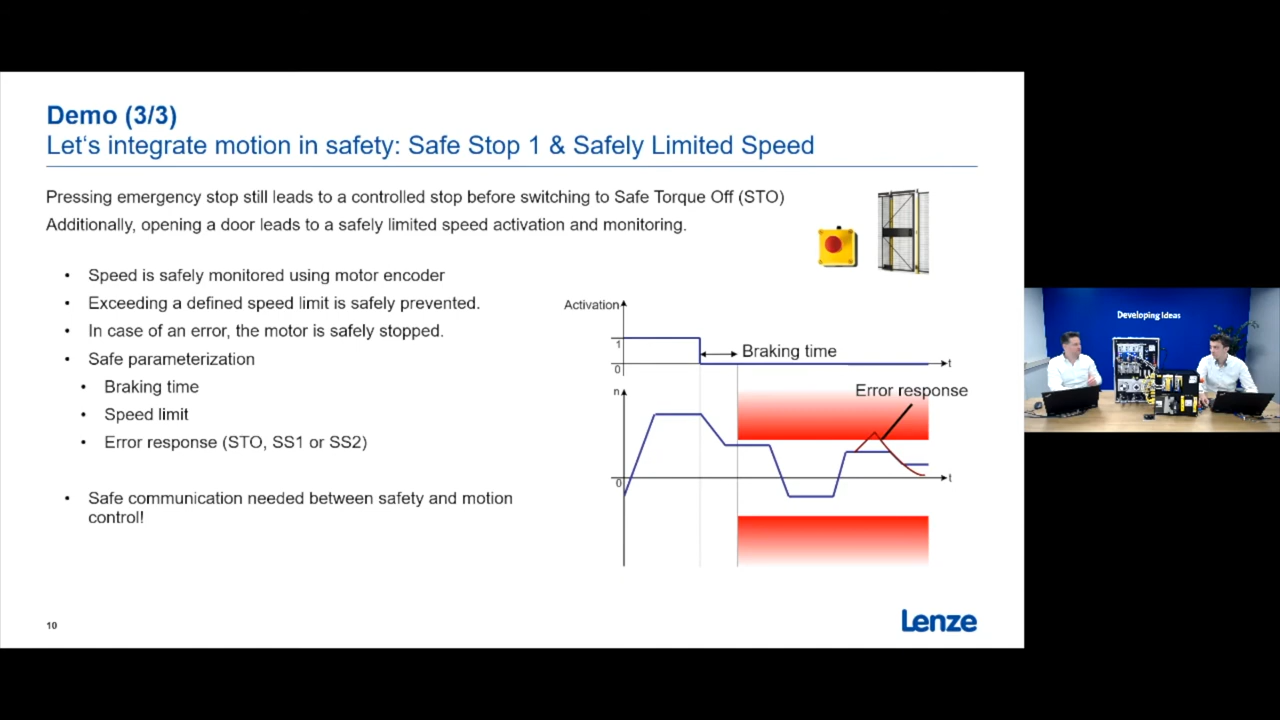 Demo (3/3)
Let‘s integrate motion in safety: Safe Stop 1 & Safely Limited Speed
Pressing emergency stop still leads to a controlled stop before switching to Safe Torque Off (STO)
Additionally, opening a door leads to a safely limited speed activation and monitoring.
• Speed is safely monitored using motor encoder
• Exceeding a defined speed limit is safely prevented.
• In case of an error, the motor is safely stopped.
• Safe parameterization
• Braking time
• Speed limit
• Error response (STO, SS1 or SS2)
• Safe communication needed between safety and motion
control!
Activation
1
0
Braking time
t
n
Error response
0
t
10
Lenze
Developing Ideas